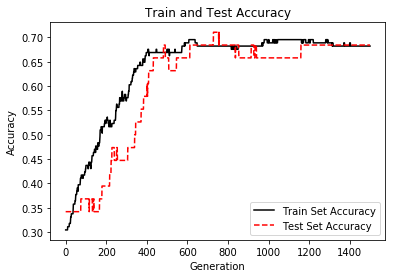 Train and Test Accuracy
Accuracy
0.70
0.65
0.60
0.55
0.50
0.45
0.40
0.35
0.30
Train Set Accuracy
Test Set Accuracy
0 200 400 600 800 1000 1200 1400
Generation